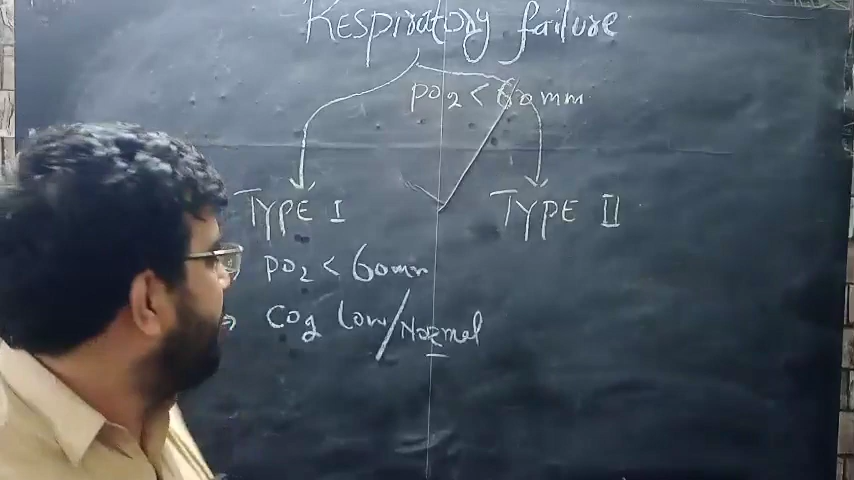 Respiratory failure
PO2 < 60mm
TYPE I
TYPE II
PO2 < 60mm
⇒ CO2 low/Normal